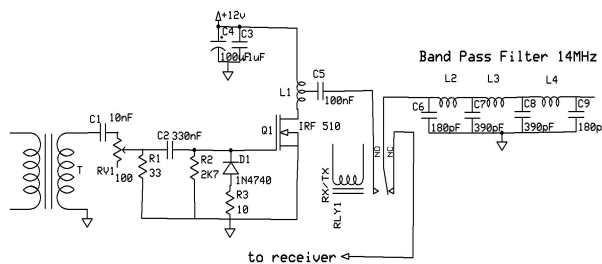 +12v
C4
C3
100uF
1uF
Band Pass Filter 14MHz
L2
L3
L4
C5
L1
100nF
C6
C7
C8
C9
180pF
390pF
390pF
180p
C1
10nF
C2
330nF
Q1
IRF 510
T
RV1
100
R1
33
R2
2K7
D1
1N4740
R3
10
RX/TX
RLY1
NO
NC
to receiver